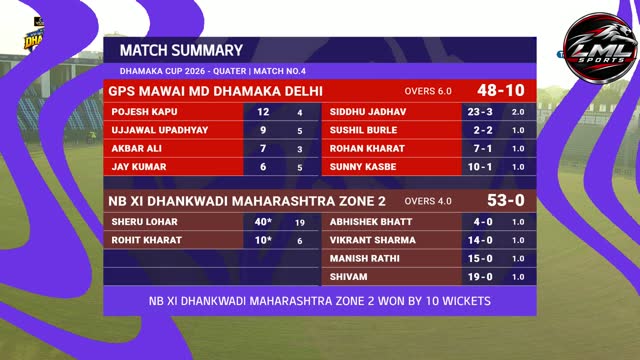 LML
SPORTS
MATCH SUMMARY
DHAMAKA CUP 2026 - QUATER | MATCH NO.4
GPS MAWAI MD DHAMAKA DELHI OVERS 6.0 48-10
POJESH KAPU 12 4 SIDDHU JADHAV 23-3 2.0
UJJAWAL UPADHYAY 9 5 SUSHIL BURLE 2-2 1.0
AKBAR ALI 7 3 ROHAN KHARAT 7-1 1.0
JAY KUMAR 6 5 SUNNY KASBE 10-1 1.0
NB XI DHANKWADI MAHARASHTRA ZONE 2 OVERS 4.0 53-0
SHERU LOHAR 40* 19 ABHISHEK BHATT 4-0 1.0
ROHIT KHARAT 10* 6 VIKRANT SHARMA 14-0 1.0
MANISH RATHI 15-0 1.0
SHIVAM 19-0 1.0
NB XI DHANKWADI MAHARASHTRA ZONE 2 WON BY 10 WICKETS